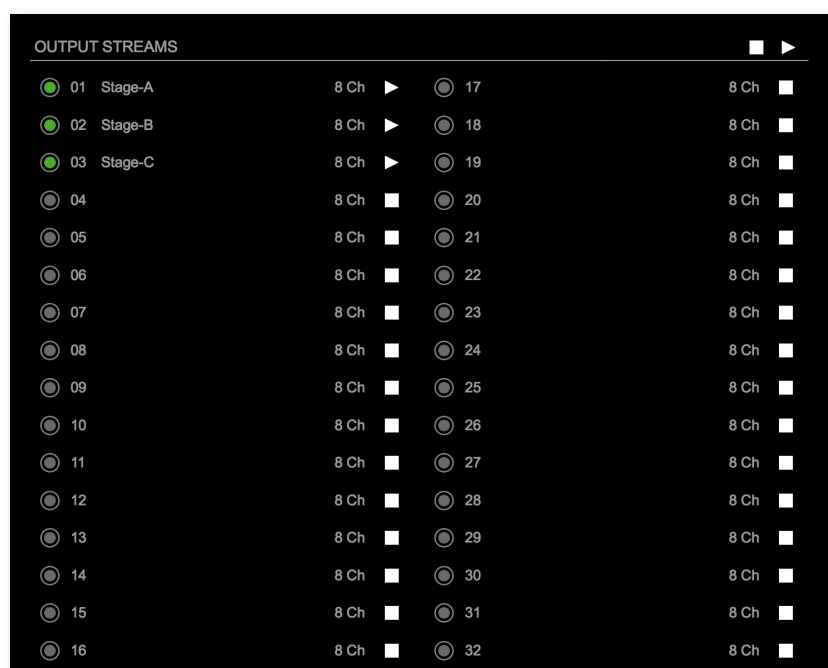 OUTPUT STREAMS
01 Stage-A 8 Ch 17 8 Ch
02 Stage-B 8 Ch 18 8 Ch
03 Stage-C 8 Ch 19 8 Ch
04 8 Ch 20 8 Ch
05 8 Ch 21 8 Ch
06 8 Ch 22 8 Ch
07 8 Ch 23 8 Ch
08 8 Ch 24 8 Ch
09 8 Ch 25 8 Ch
10 8 Ch 26 8 Ch
11 8 Ch 27 8 Ch
12 8 Ch 28 8 Ch
13 8 Ch 29 8 Ch
14 8 Ch 30 8 Ch
15 8 Ch 31 8 Ch
16 8 Ch 32 8 Ch